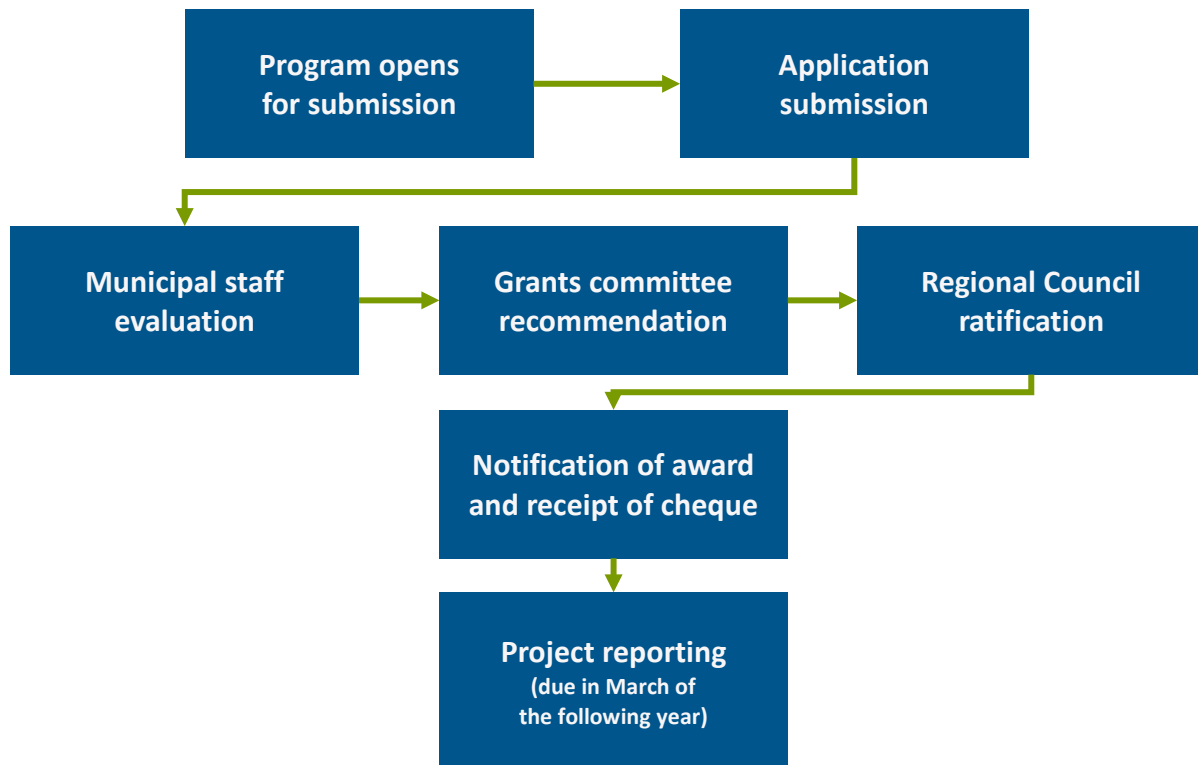 Program opens
for submission
Application
submission
Municipal staff
evaluation
Grants committee
recommendation
Regional Council
ratification
Notification of award
and receipt of cheque
Project reporting
(due in March of
the following year)